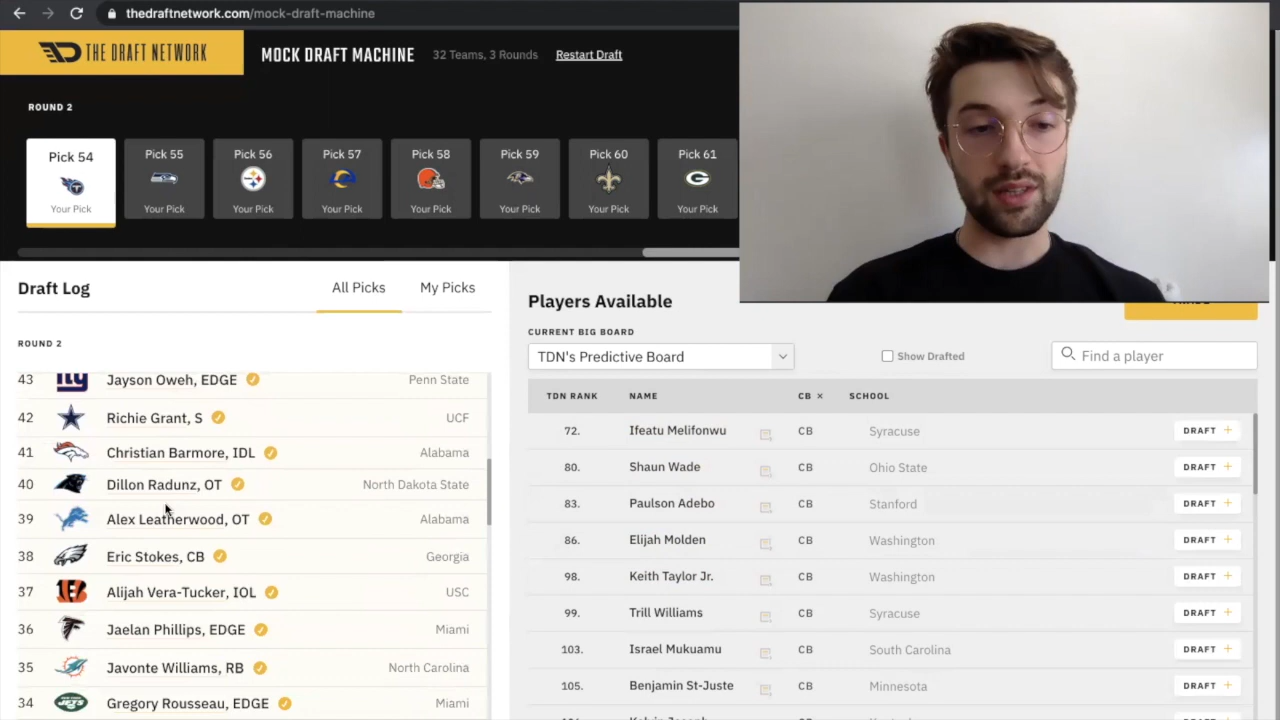 thedraftnetwork.com/mock-draft-machine
THE DRAFT NETWORK
MOCK DRAFT MACHINE
32 Teams, 3 Rounds
Restart Draft
ROUND 2
Pick 54
Your Pick
Pick 55
Your Pick
Pick 56
Your Pick
Pick 57
Your Pick
Pick 58
Your Pick
Pick 59
Your Pick
Pick 60
Your Pick
Pick 61
Your Pick
Draft Log
All Picks
My Picks
ROUND 2
43 ny Jayson Oweh, EDGE Penn State
42 Richie Grant, S UCF
41 Christian Barmore, IDL Alabama
40 Dillon Radunz, OT North Dakota State
39 Alex Leatherwood, OT Alabama
38 Eric Stokes, CB Georgia
37 Alijah Vera-Tucker, IOL USC
36 Jaelan Phillips, EDGE Miami
35 Javonte Williams, RB North Carolina
34 JETS Gregory Rousseau, EDGE Miami
Players Available
CURRENT BIG BOARD
TDN's Predictive Board
Show Drafted
Find a player
TDN RANK NAME CB × SCHOOL
72. Ifeatu Melifonwu CB Syracuse DRAFT +
80. Shaun Wade CB Ohio State DRAFT +
83. Paulson Adebo CB Stanford DRAFT +
86. Elijah Molden CB Washington DRAFT +
98. Keith Taylor Jr. CB Washington DRAFT +
99. Trill Williams CB Syracuse DRAFT +
103. Israel Mukuamu CB South Carolina DRAFT +
105. Benjamin St-Juste CB Minnesota DRAFT +